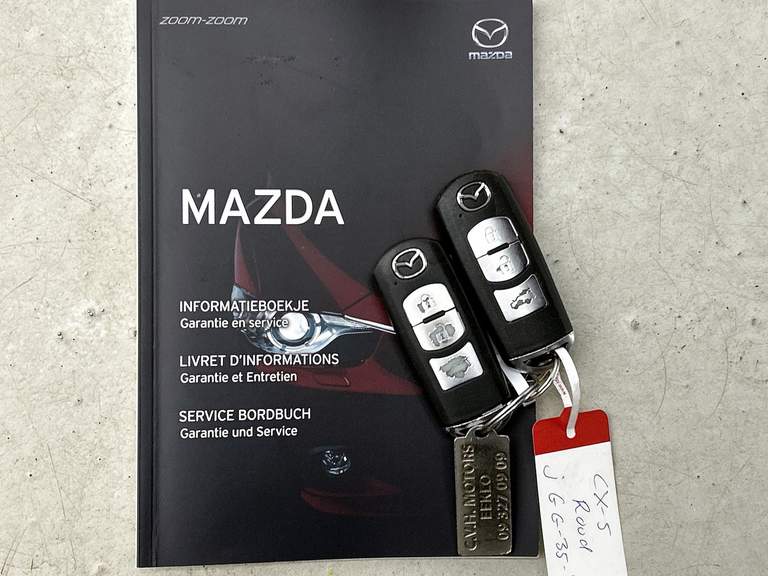 zoom-zoom
mazda
MAZDA
INFORMATIEBOEKJE
Garantie en service
LIVRET D'INFORMATIONS
Garantie et Entretien
SERVICE BORDBUCH
Garantie und Service
C.V.H. MOTORS
EEKLO
09 327 09 09
CX-5
Rood